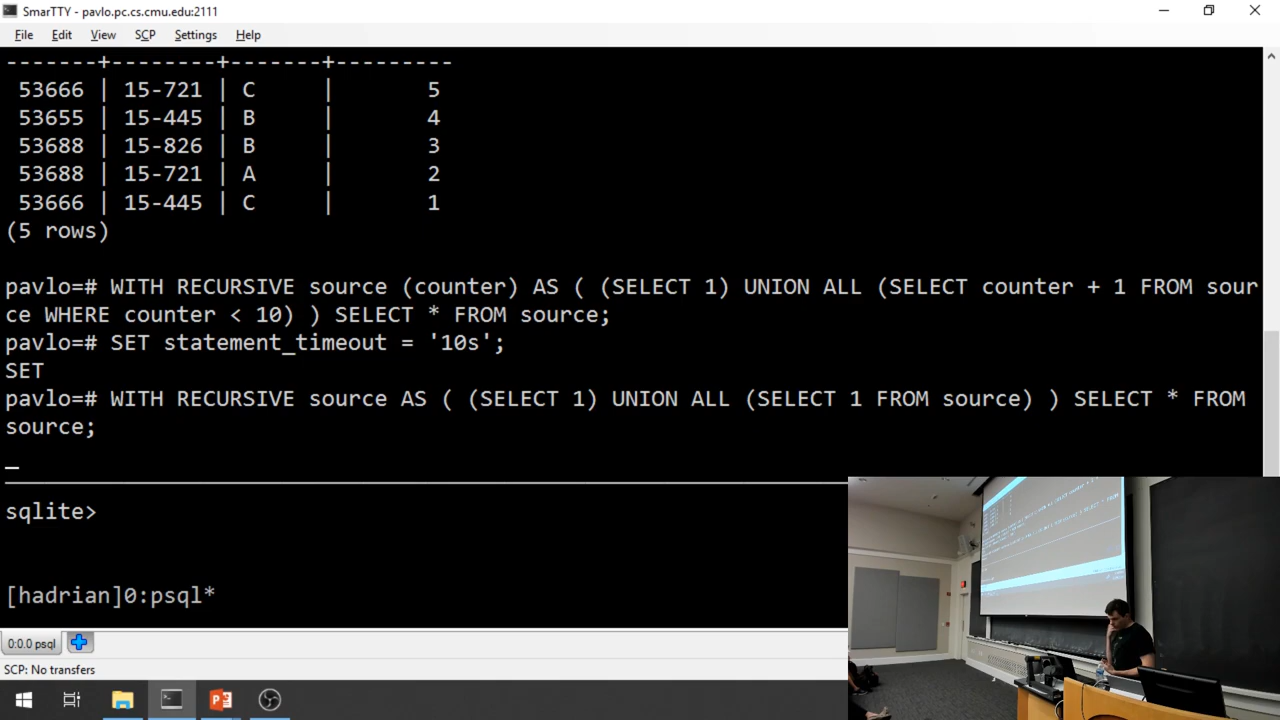 SmarTTY - pavlo.pc.cs.cmu.edu:2111
File Edit View SCP Settings Help
-------+--------+-------+---------
53666 | 15-721 | C | 5
53655 | 15-445 | B | 4
53688 | 15-826 | B | 3
53688 | 15-721 | A | 2
53666 | 15-445 | C | 1
(5 rows)
pavlo=# WITH RECURSIVE source (counter) AS ( (SELECT 1) UNION ALL (SELECT counter + 1 FROM sour
ce WHERE counter < 10) ) SELECT * FROM source;
pavlo=# SET statement_timeout = '10s';
SET
pavlo=# WITH RECURSIVE source AS ( (SELECT 1) UNION ALL (SELECT 1 FROM source) ) SELECT * FROM
source;
sqlite>
[hadrian]0:psql*
0:0.0 psql
SCP: No transfers